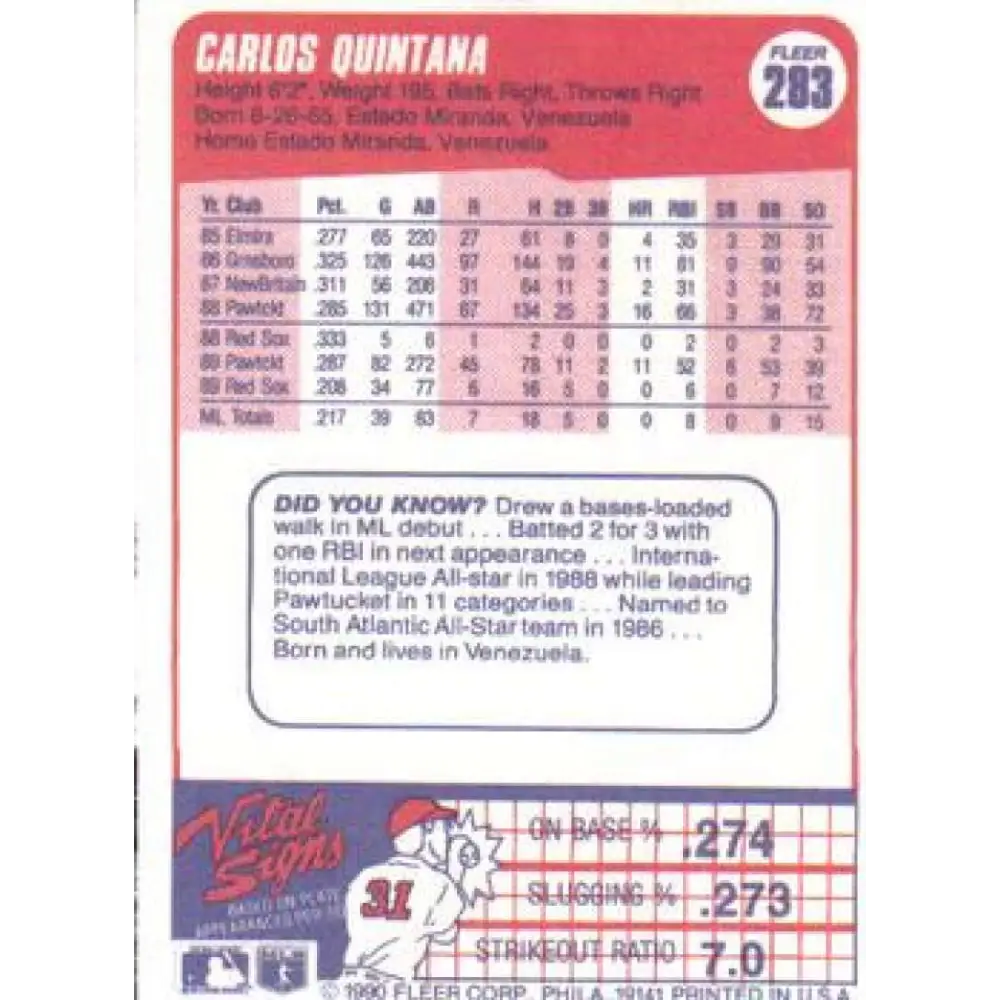 CARLOS QUINTANA
FLEER
283
Height 6'2", Weight 195, Bats Right, Throws Right
Born 8-26-65, Estado Miranda, Venezuela
Home Estado Miranda, Venezuela
Yr. Club Pct. G AB R H 2B 3B HR RBI SB BB SO
85 Elmira .277 65 220 27 61 8 0 4 35 3 29 31
86 Grnsboro .325 126 443 97 144 19 4 11 81 0 90 54
87 NewBritain .311 56 206 31 64 11 3 2 31 3 24 33
88 Pawtckt .285 131 471 67 134 25 3 16 66 3 38 72
88 Red Sox .333 5 6 1 2 0 0 0 2 0 2 3
89 Pawtckt .287 82 272 45 78 11 2 11 52 6 53 39
89 Red Sox .208 34 77 6 16 5 0 0 6 0 7 12
ML Totals .217 39 83 7 18 5 0 0 8 0 9 15
DID YOU KNOW? Drew a bases-loaded
walk in ML debut . . . Batted 2 for 3 with
one RBI in next appearance . . . Interna-
tional League All-star in 1988 while leading
Pawtucket in 11 categories . . . Named to
South Atlantic All-Star team in 1986 . . .
Born and lives in Venezuela.
Vital
Signs
BASED ON PLATE
31
ON BASE % .274
SLUGGING % .273
STRIKEOUT RATIO 7.0
© 1990 FLEER CORP., PHILA. 19141 PRINTED IN U.S.A.